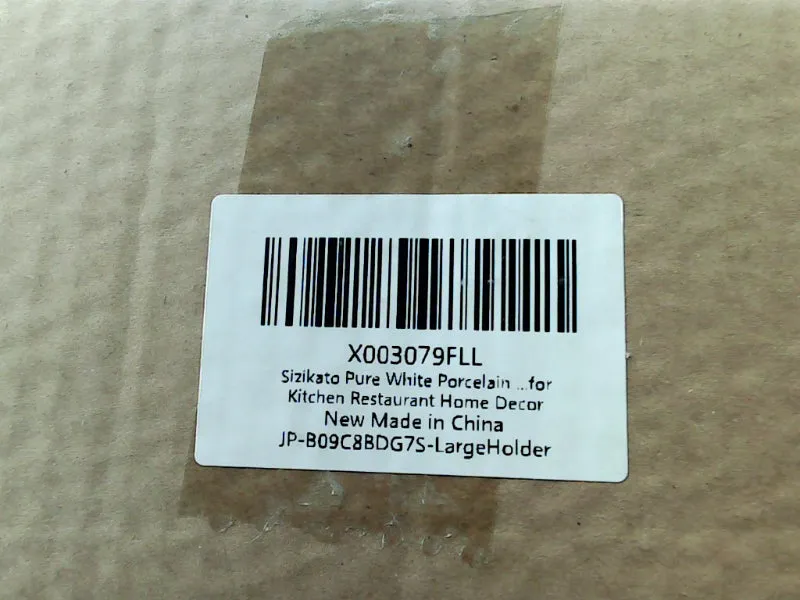 X003079FLL
Sizikato Pure White Porcelain ...for
Kitchen Restaurant Home Decor
New Made in China
JP-B09C8BDG7S-LargeHolder